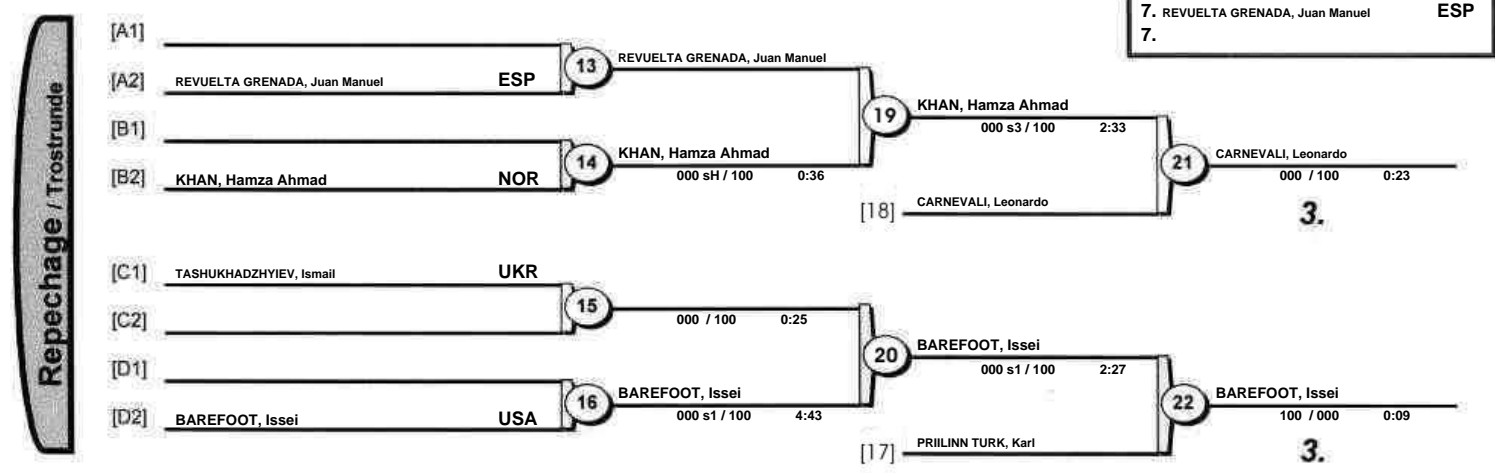 7. REVUELTA GRENADA, Juan Manuel ESP
7.
Repechage / Trostrunde
[A1]
[A2] REVUELTA GRENADA, Juan Manuel ESP
13 REVUELTA GRENADA, Juan Manuel
[B1]
[B2] KHAN, Hamza Ahmad NOR
14 KHAN, Hamza Ahmad
000 sH / 100 0:36
19 KHAN, Hamza Ahmad
000 s3 / 100 2:33
[18] CARNEVALI, Leonardo
21 CARNEVALI, Leonardo
000 / 100 0:23
3.
[C1] TASHUKHADZHYIEV, Ismail UKR
[C2]
15
000 / 100 0:25
[D1]
[D2] BAREFOOT, Issei USA
16 BAREFOOT, Issei
000 s1 / 100 4:43
20 BAREFOOT, Issei
000 s1 / 100 2:27
[17] PRIILINN TURK, Karl
22 BAREFOOT, Issei
100 / 000 0:09
3.